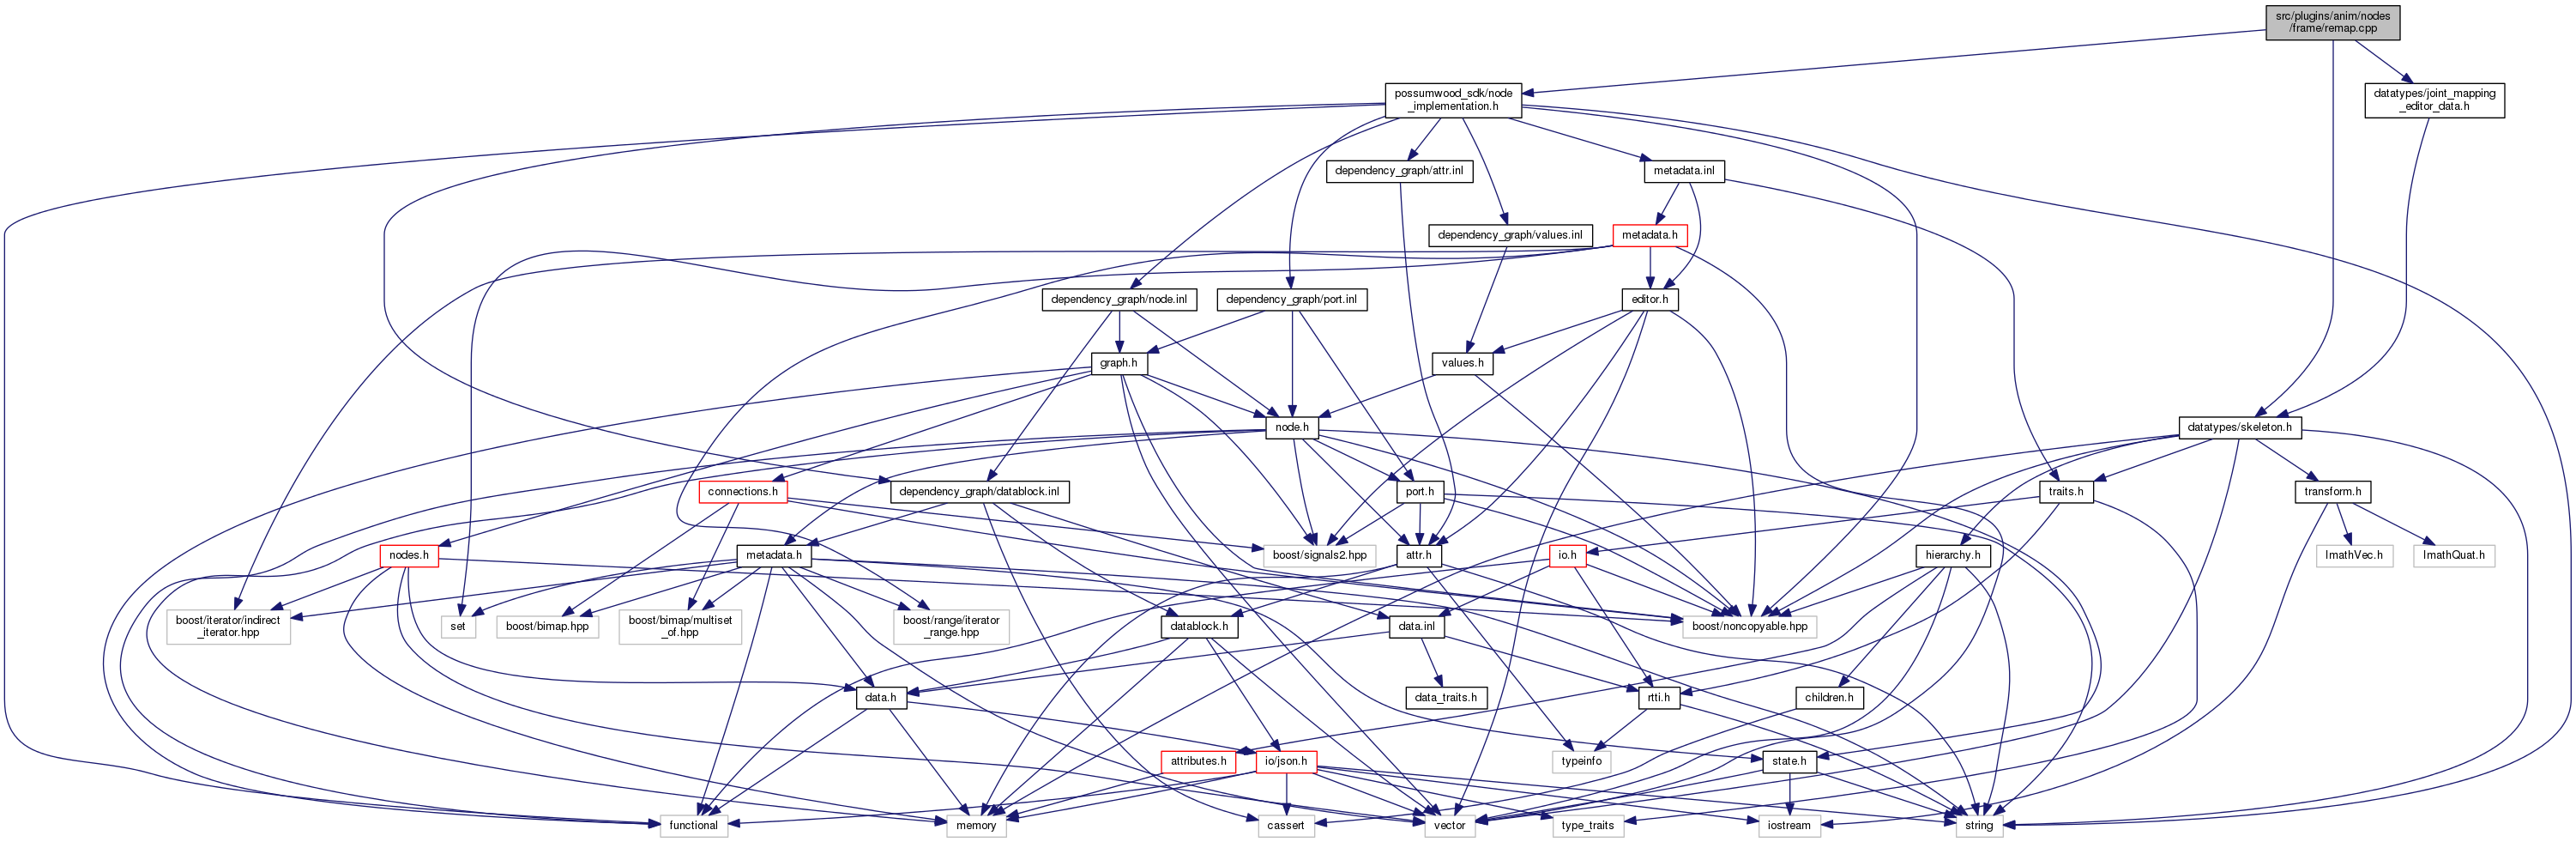 src/plugins/anim/nodes
/frame/remap.cpp
possumwood_sdk/node
_implementation.h
datatypes/joint_mapping
_editor_data.h
dependency_graph/attr.inl
metadata.inl
dependency_graph/values.inl
metadata.h
dependency_graph/node.inl
dependency_graph/port.inl
editor.h
graph.h
values.h
node.h
datatypes/skeleton.h
connections.h
dependency_graph/datablock.inl
port.h
traits.h
transform.h
nodes.h
metadata.h
boost/signals2.hpp
attr.h
io.h
hierarchy.h
ImathVec.h
ImathQuat.h
boost/iterator/indirect
_iterator.hpp
set
boost/bimap.hpp
boost/bimap/multiset
_of.hpp
boost/range/iterator
_range.hpp
datablock.h
data.inl
boost/noncopyable.hpp
data.h
data_traits.h
rtti.h
children.h
attributes.h
io/json.h
typeinfo
state.h
functional
memory
cassert
vector
type_traits
iostream
string